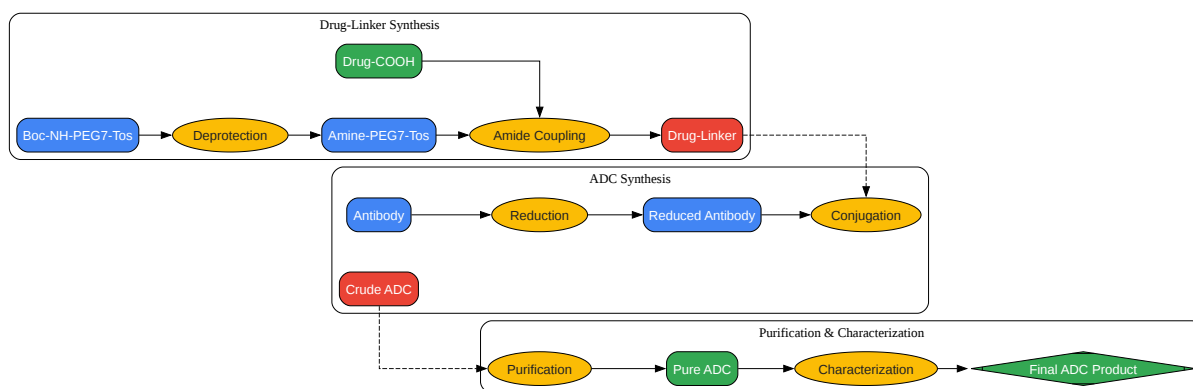 Drug-Linker Synthesis
Drug-COOH
Boc-NH-PEG7-Tos
Deprotection
Amine-PEG7-Tos
Amide Coupling
Drug-Linker
ADC Synthesis
Antibody
Reduction
Reduced Antibody
Conjugation
Crude ADC
Purification & Characterization
Purification
Pure ADC
Characterization
Final ADC Product